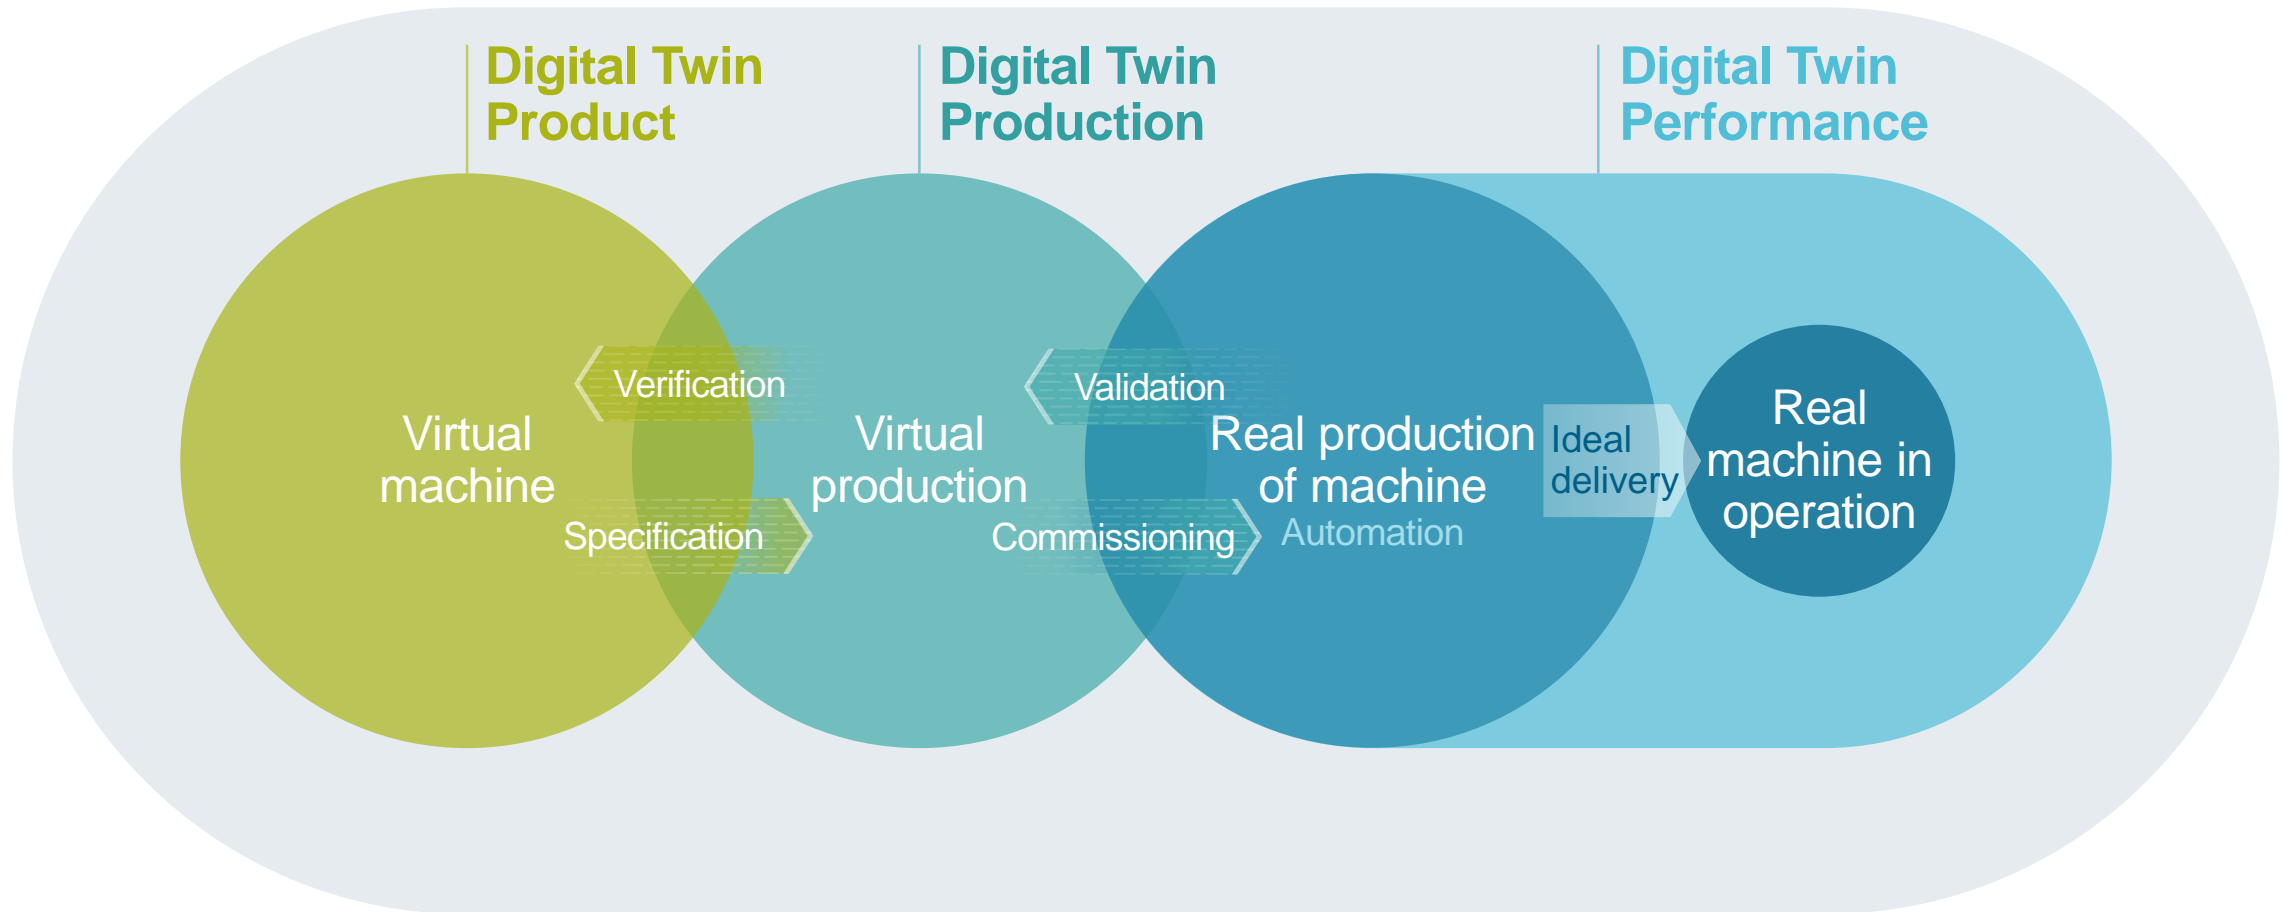 Digital Twin
Product
Digital Twin
Production
Digital Twin
Performance
Verification
Virtual
machine
Specification
Virtual
production
Validation
Commissioning
Real production
of machine
Automation
Ideal
delivery
Real
machine in
operation